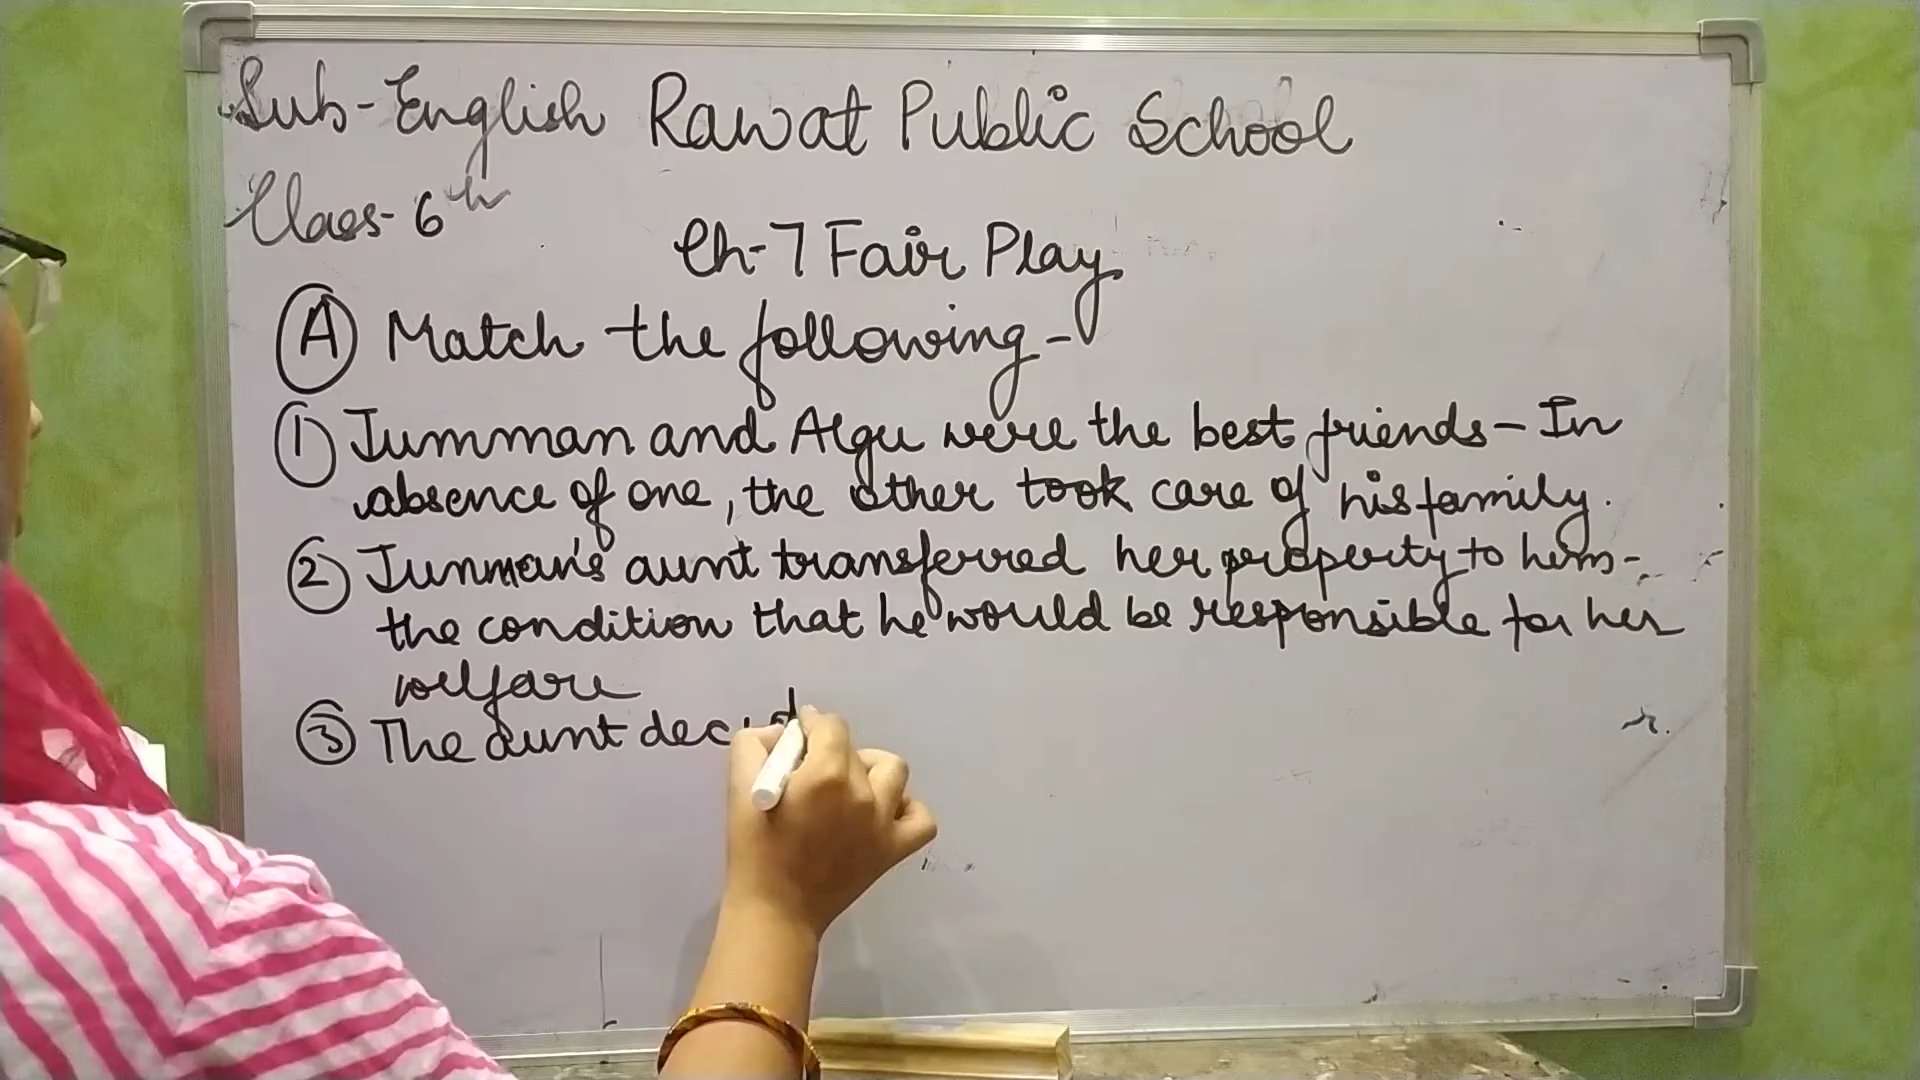 Sub-English Rawat Public School
Class-6th
Ch-7 Fair Play
(A) Match the following-
(1) Jumman and Algu were the best friends-In
absence of one, the other took care of his family.
(2) Junman's aunt transferred her property to him-
the condition that he would be responsible for her
welfare
(3) The aunt decid